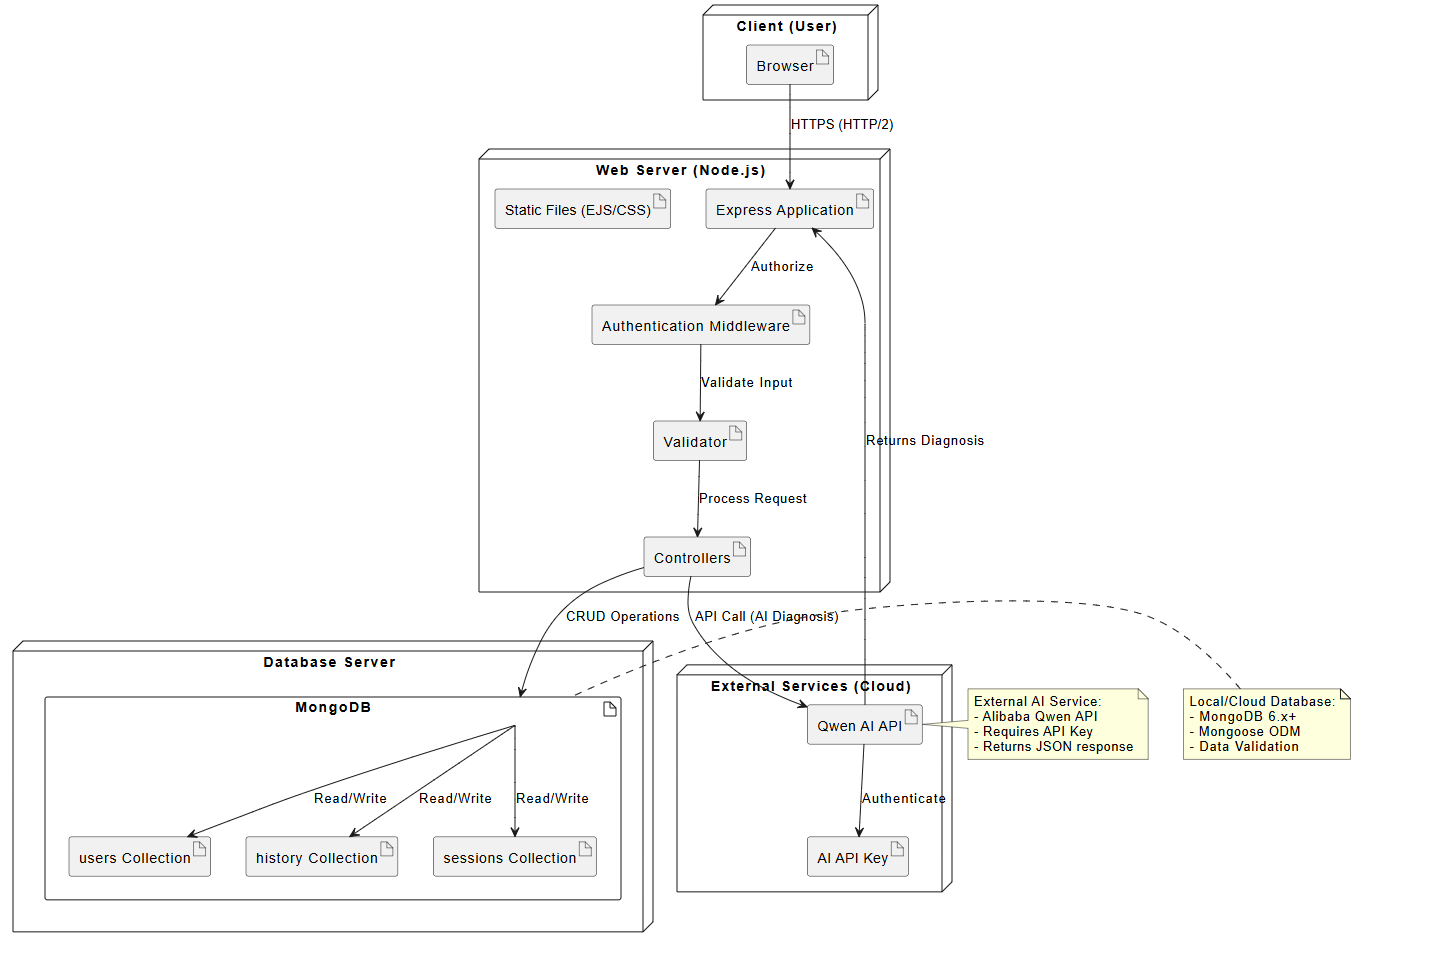 Client (User)
Browser
HTTPS (HTTP/2)
Web Server (Node.js)
Static Files (EJS/CSS)
Express Application
Authorize
Authentication Middleware
Validate Input
Validator
Returns Diagnosis
Process Request
Controllers
CRUD Operations
API Call (AI Diagnosis)
Database Server
MongoDB
Read/Write
Read/Write
Read/Write
users Collection
history Collection
sessions Collection
External Services (Cloud)
Qwen AI API
Authenticate
AI API Key
External AI Service:
- Alibaba Qwen API
- Requires API Key
- Returns JSON response
Local/Cloud Database:
- MongoDB 6.x+
- Mongoose ODM
- Data Validation